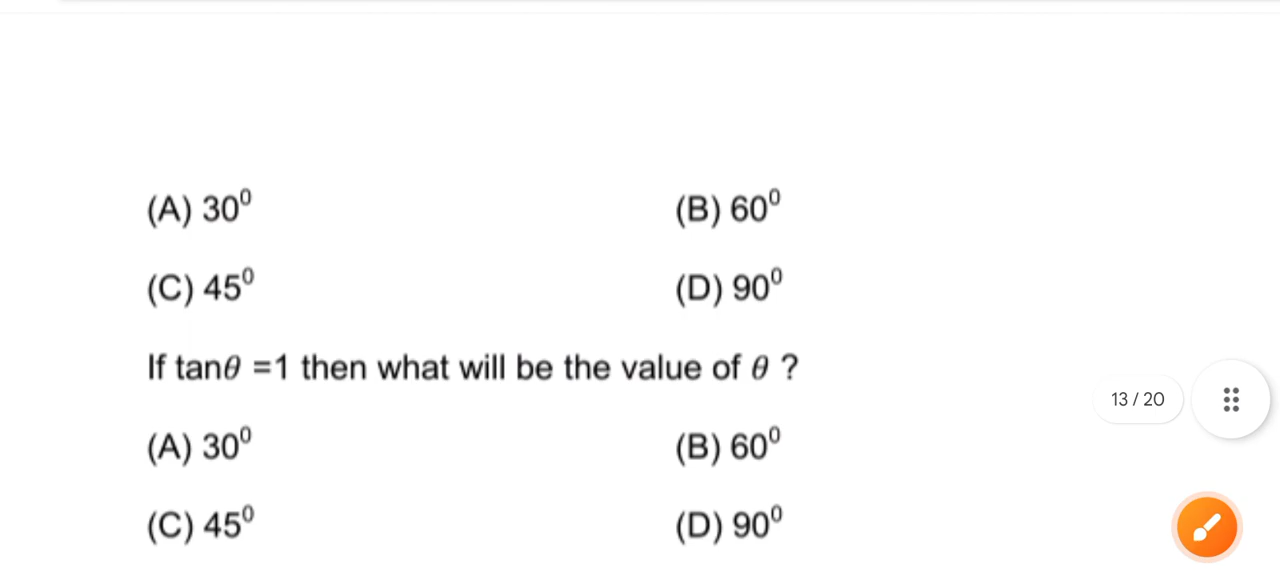 (A) 30⁰ (B) 60⁰
(C) 45⁰ (D) 90⁰
If tanθ =1 then what will be the value of θ ?
13 / 20
(A) 30⁰ (B) 60⁰
(C) 45⁰ (D) 90⁰